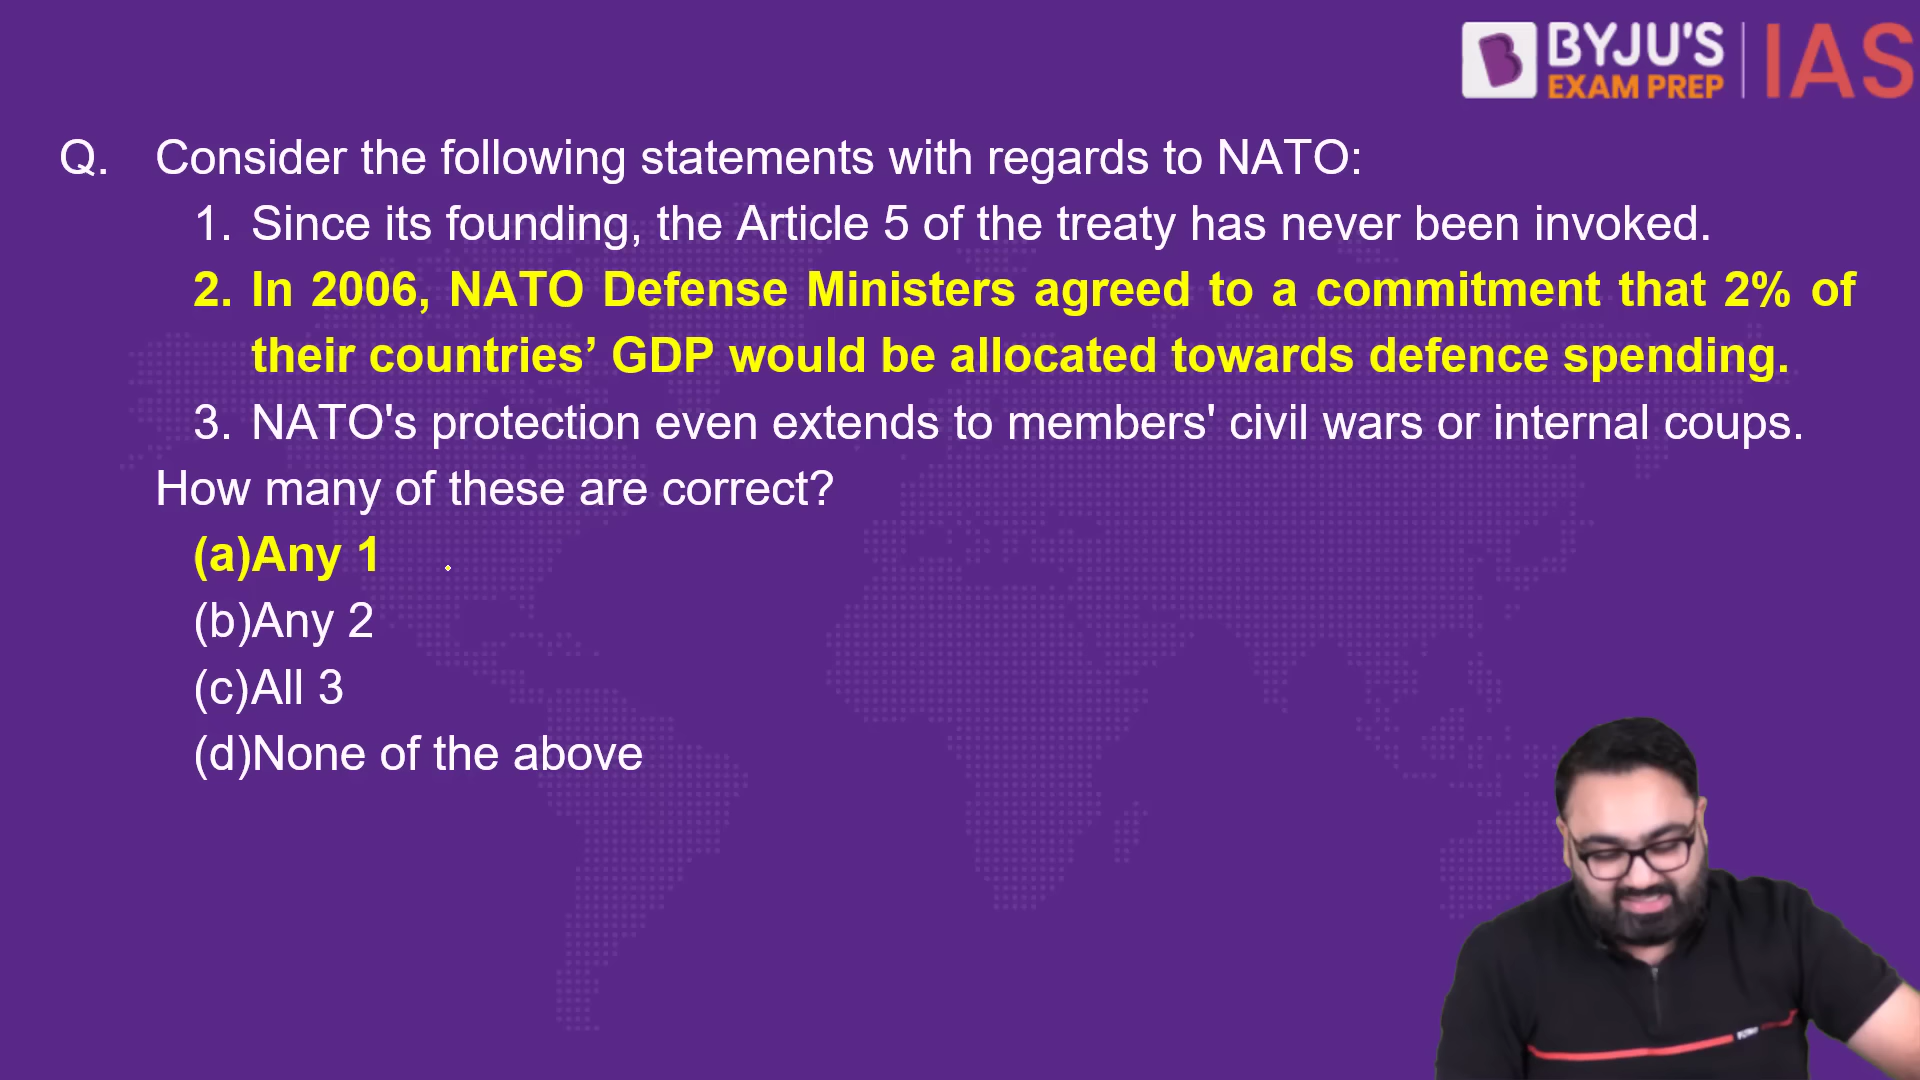 BYJU'S
EXAM PREP
IAS
Q. Consider the following statements with regards to NATO:
1. Since its founding, the Article 5 of the treaty has never been invoked.
2. In 2006, NATO Defense Ministers agreed to a commitment that 2% of
their countries’ GDP would be allocated towards defence spending.
3. NATO's protection even extends to members' civil wars or internal coups.
How many of these are correct?
(a)Any 1
(b)Any 2
(c)All 3
(d)None of the above